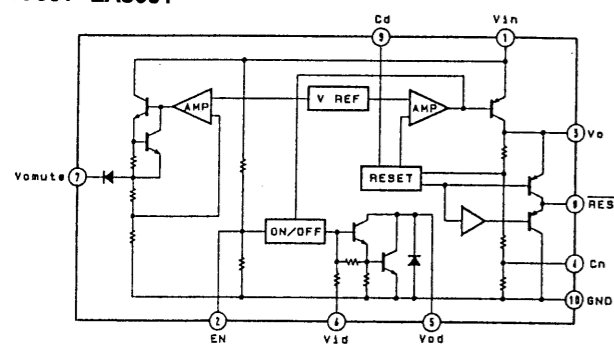 Cd
Vin
9
1
AMP
V REF
AMP
3 Vo
Vomute 7
RESET
8 RES
ON/OFF
4 Cn
10 GND
2
6
5
EN
Vid
Vod